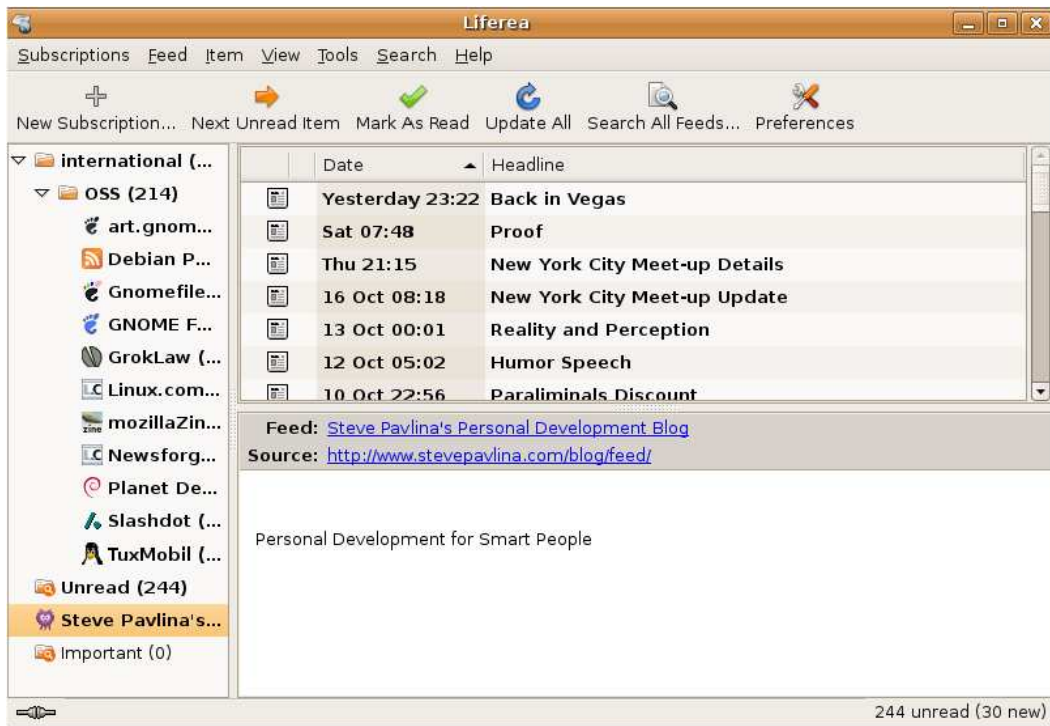 Liferea
Subscriptions Feed Item View Tools Search Help
New Subscription... Next Unread Item Mark As Read Update All Search All Feeds... Preferences
international (...
OSS (214)
art.gnom...
Debian P...
Gnomefile...
GNOME F...
GrokLaw (...
Linux.com...
mozillaZin...
Newsforg...
Planet De...
Slashdot (...
TuxMobil (...
Unread (244)
Steve Pavlina's...
Important (0)
Date Headline
Yesterday 23:22 Back in Vegas
Sat 07:48 Proof
Thu 21:15 New York City Meet-up Details
16 Oct 08:18 New York City Meet-up Update
13 Oct 00:01 Reality and Perception
12 Oct 05:02 Humor Speech
10 Oct 22:56 Paraliminals Discount
Feed: Steve Pavlina's Personal Development Blog
Source: http://www.stevepavlina.com/blog/feed/
Personal Development for Smart People
244 unread (30 new)